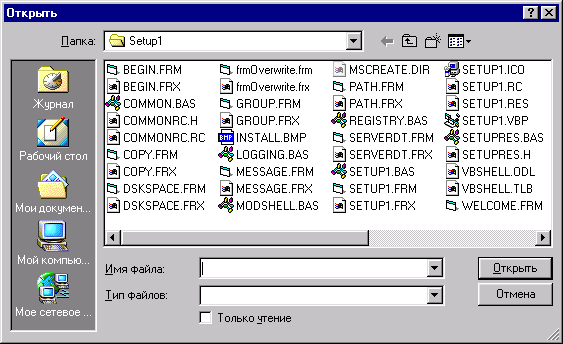 Открыть
Папка: Setup1
BEGIN.FRM frmOverwrite.frm MSCREATE.DIR SETUP1.ICO
BEGIN.FRX frmOverwrite.frx PATH.FRM SETUP1.RC
COMMON.BAS GROUP.FRM PATH.FRX SETUP1.RES
COMMONRC.H GROUP.FRX REGISTRY.BAS SETUP1.VBP
COMMONRC.RC INSTALL.BMP SERVERDT.FRM SETUPRES.BAS
COPY.FRM LOGGING.BAS SERVERDT.FRX SETUPRES.H
COPY.FRX MESSAGE.FRM SETUP1.BAS VBSHELL.ODL
DSKSPACE.FRM MESSAGE.FRX SETUP1.FRM VBSHELL.TLB
DSKSPACE.FRX MODSHELL.BAS SETUP1.FRX WELCOME.FRM
Журнал
Рабочий стол
Мои докумен...
Мой компью...
Мое сетевое ...
Имя файла: Открыть
Тип файлов: Отмена
Только чтение